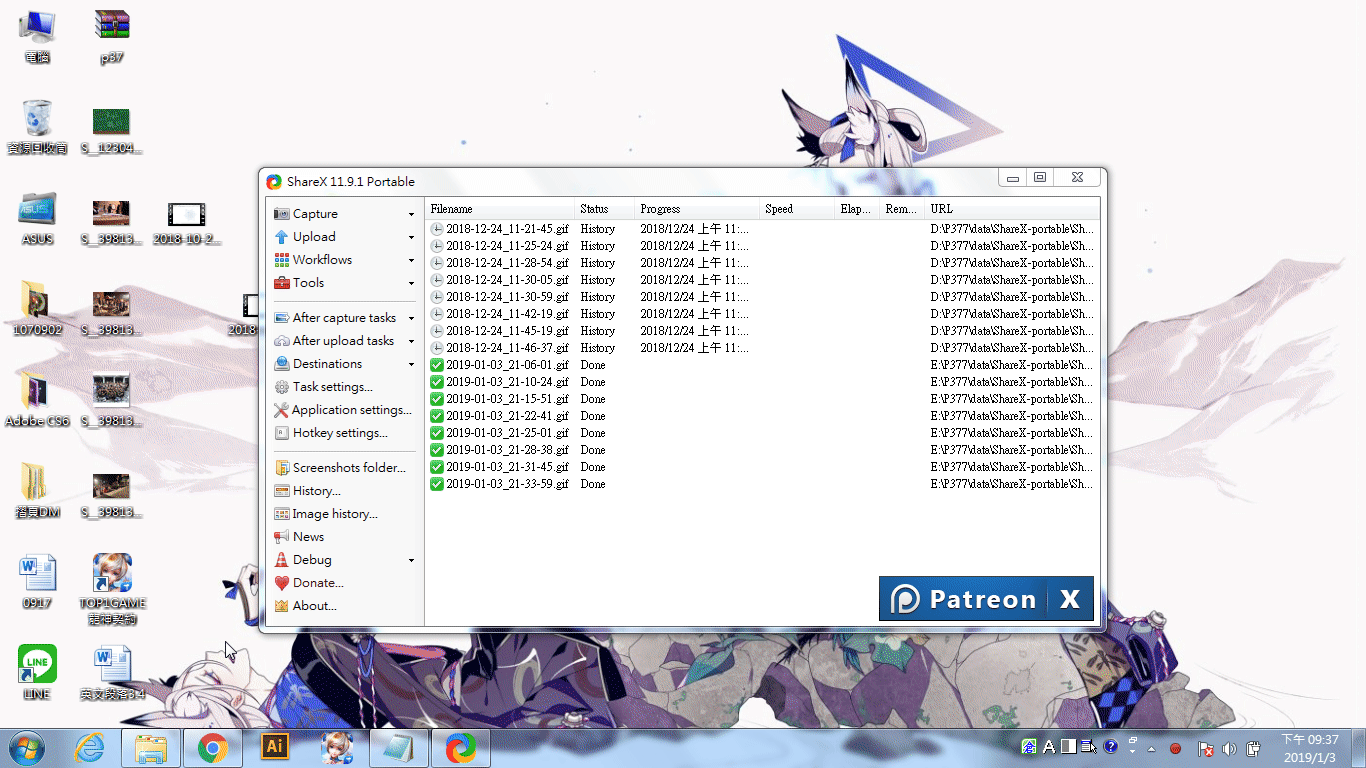 電腦
p37
資源回收筒
S__12304...
ASUS
S__39813...
2018-10-2...
1070902
S__39813...
2018
Adobe CS6
S__39813...
S__39813...
0917
TOP1GAME
龍神契約
LINE
英文段落3.4
ShareX 11.9.1 Portable
Capture
Upload
Workflows
Tools
After capture tasks
After upload tasks
Destinations
Task settings...
Application settings...
Hotkey settings...
Screenshots folder...
History...
Image history...
News
Debug
Donate...
About...
Filename Status Progress Speed Elap... Rem... URL
2018-12-24_11-21-45.gif History 2018/12/24 上午 11:... D:\P377\data\ShareX-portable\Sh...
2018-12-24_11-25-24.gif History 2018/12/24 上午 11:... D:\P377\data\ShareX-portable\Sh...
2018-12-24_11-28-54.gif History 2018/12/24 上午 11:... D:\P377\data\ShareX-portable\Sh...
2018-12-24_11-30-05.gif History 2018/12/24 上午 11:... D:\P377\data\ShareX-portable\Sh...
2018-12-24_11-30-59.gif History 2018/12/24 上午 11:... D:\P377\data\ShareX-portable\Sh...
2018-12-24_11-42-19.gif History 2018/12/24 上午 11:... D:\P377\data\ShareX-portable\Sh...
2018-12-24_11-45-19.gif History 2018/12/24 上午 11:... D:\P377\data\ShareX-portable\Sh...
2018-12-24_11-46-37.gif History 2018/12/24 上午 11:... D:\P377\data\ShareX-portable\Sh...
2019-01-03_21-06-01.gif Done E:\P377\data\ShareX-portable\Sh...
2019-01-03_21-10-24.gif Done E:\P377\data\ShareX-portable\Sh...
2019-01-03_21-15-51.gif Done E:\P377\data\ShareX-portable\Sh...
2019-01-03_21-22-41.gif Done E:\P377\data\ShareX-portable\Sh...
2019-01-03_21-25-01.gif Done E:\P377\data\ShareX-portable\Sh...
2019-01-03_21-28-38.gif Done E:\P377\data\ShareX-portable\Sh...
2019-01-03_21-31-45.gif Done E:\P377\data\ShareX-portable\Sh...
2019-01-03_21-33-59.gif Done E:\P377\data\ShareX-portable\Sh...
Patreon X
Ai
A
下午 09:37
2019/1/3